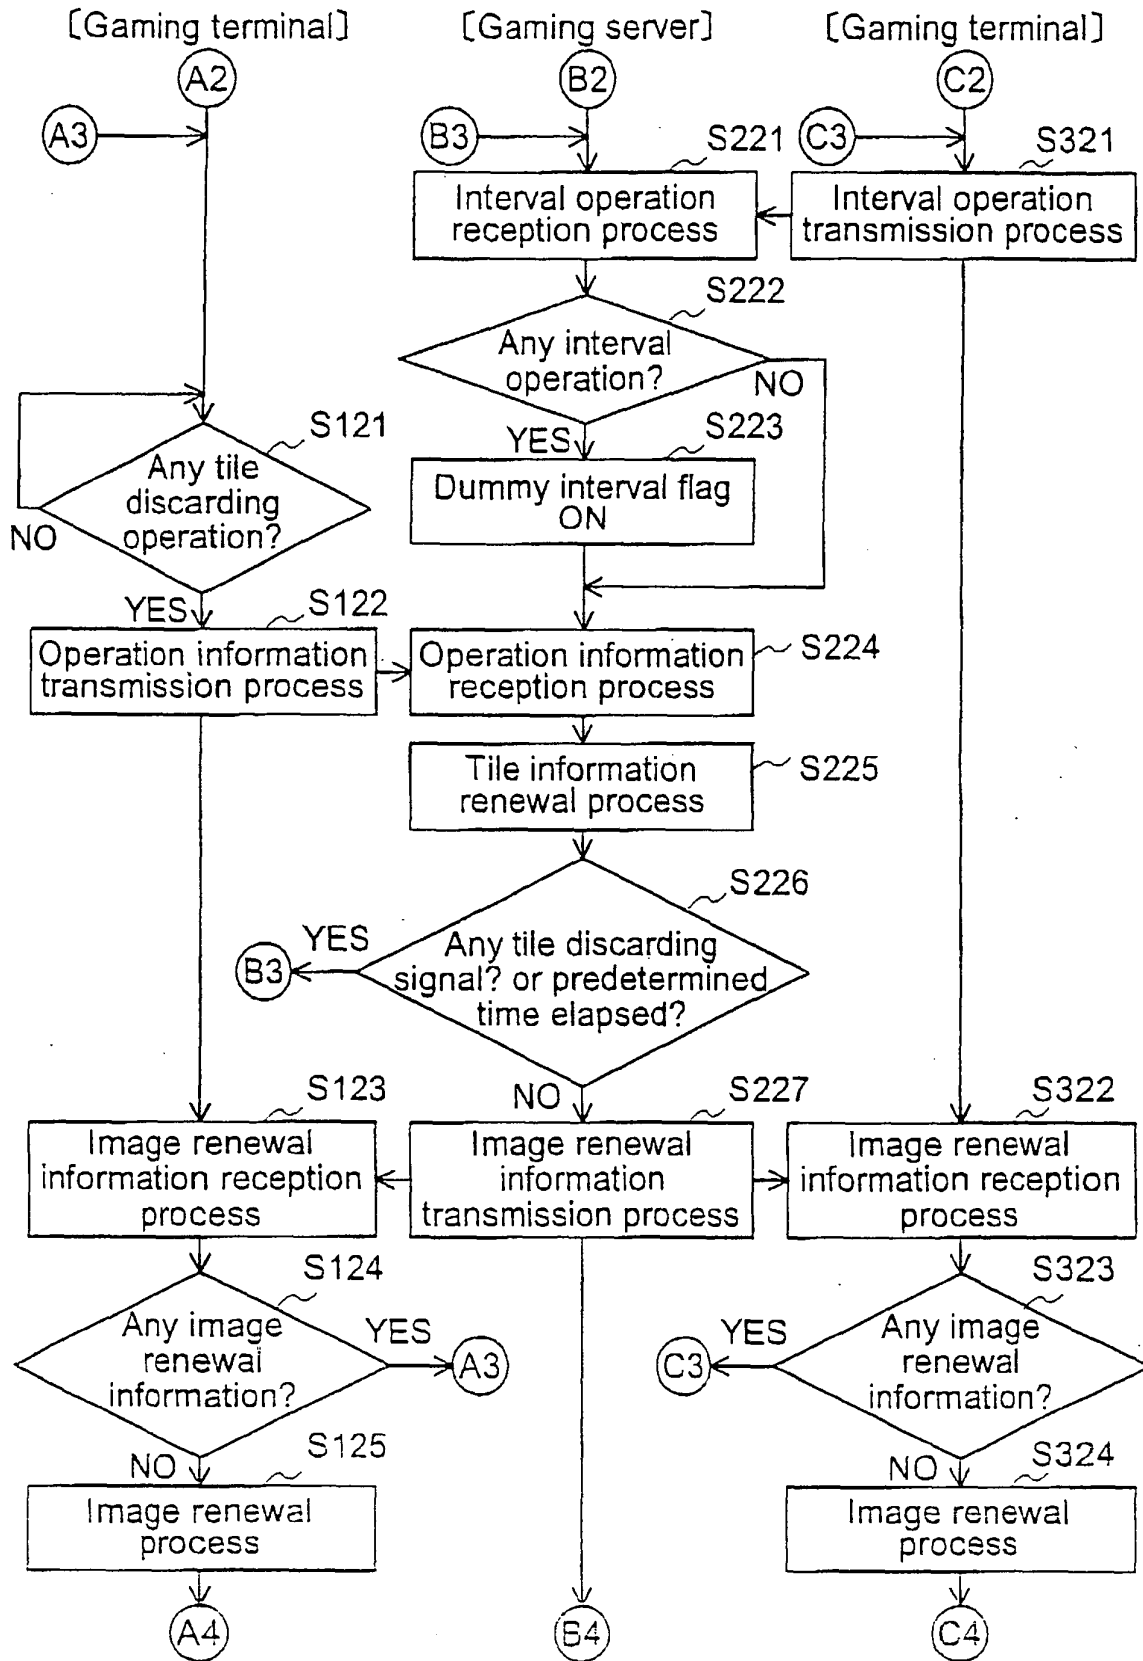 [Gaming terminal]
[Gaming server]
[Gaming terminal]
A2
B2
C2
A3
B3
S221
C3
S321
Interval operation
reception process
Interval operation
transmission process
S222
Any interval
operation?
NO
S121
YES
S223
Any tile
discarding
operation?
NO
Dummy interval flag
ON
YES
S122
Operation information
transmission process
Operation information
reception process
S224
Tile information
renewal process
S225
S226
YES
B3
Any tile discarding
signal? or predetermined
time elapsed?
S123
NO
S227
S322
Image renewal
information reception
process
Image renewal
information
transmission process
Image renewal
information reception
process
S124
S323
Any image
renewal
information?
YES
A3
C3
YES
Any image
renewal
information?
NO
S125
NO
S324
Image renewal
process
Image renewal
process
A4
B4
C4